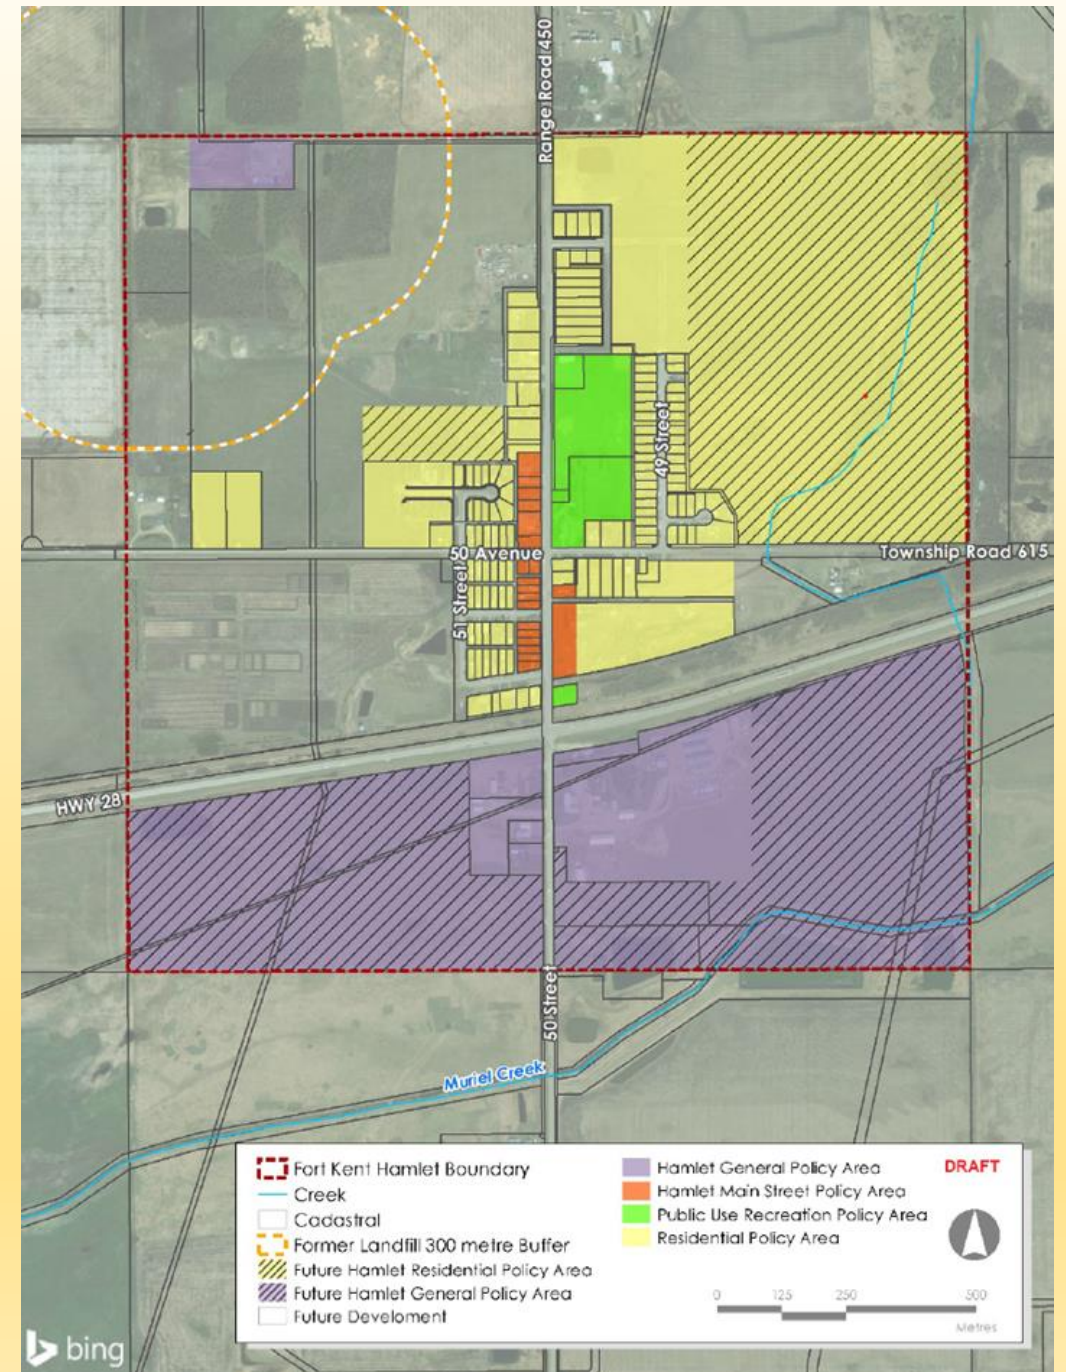 Range Road 450
49 Street
50 Avenue
Township Road 615
51 Street
HWY 28
50 Street
Muriel Creek
Fort Kent Hamlet Boundary
Creek
Cadastral
Former Landfill 300 metre Buffer
Future Hamlet Residential Policy Area
Future Hamlet General Policy Area
Future Develoment
Hamlet General Policy Area
Hamlet Main Street Policy Area
Public Use Recreation Policy Area
Residential Policy Area
DRAFT
0 125 250 500
Metres
bing